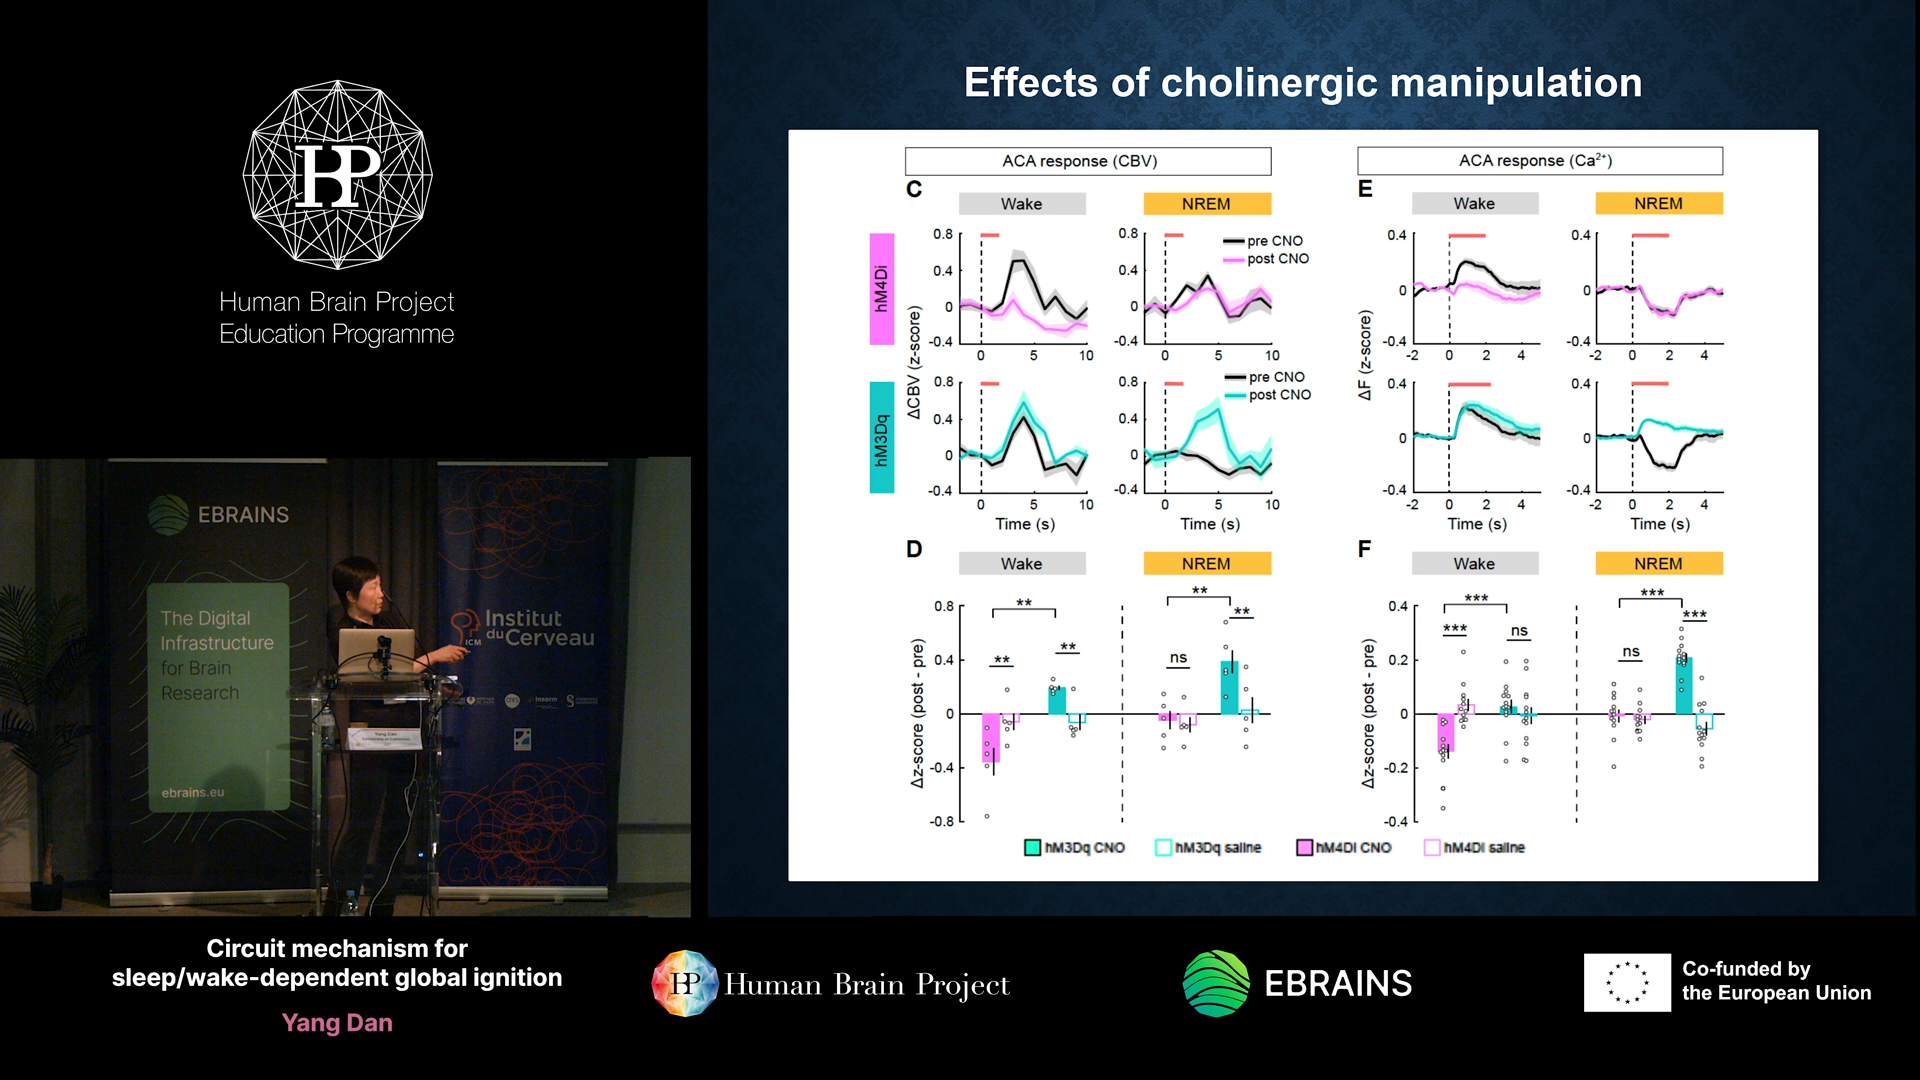 HP
Human Brain Project
Education Programme
EBRAINS
The Digital
Infrastructure
for Brain
Research
ebrains.eu
Institut
du Cerveau
ICM
Yang Dan
Effects of cholinergic manipulation
ACA response (CBV)
ACA response (Ca²⁺)
C
Wake
NREM
E
Wake
NREM
hM4Di
0.8
0.4
0
-0.4
0
5
10
0.8
0.4
0
-0.4
0
5
10
pre CNO
post CNO
0.4
0
-0.4
-2
0
2
4
0.4
0
-0.4
-2
0
2
4
ΔCBV (z-score)
ΔF (z-score)
hM3Dq
0.8
0.4
0
-0.4
0
5
10
Time (s)
0.8
0.4
0
-0.4
0
5
10
Time (s)
pre CNO
post CNO
0.4
0
-0.4
-2
0
2
4
Time (s)
0.4
0
-0.4
-2
0
2
4
Time (s)
D
Wake
NREM
Δz-score (post - pre)
0.8
0.4
0
-0.4
-0.8
**
**
**
**
ns
**
F
Wake
NREM
Δz-score (post - pre)
0.4
0.2
0
-0.2
-0.4
***
***
ns
***
ns
***
hM3Dq CNO
hM3Dq saline
hM4Di CNO
hM4Di saline
Circuit mechanism for
sleep/wake-dependent global ignition
Yang Dan
HP
Human Brain Project
EBRAINS
Co-funded by
the European Union